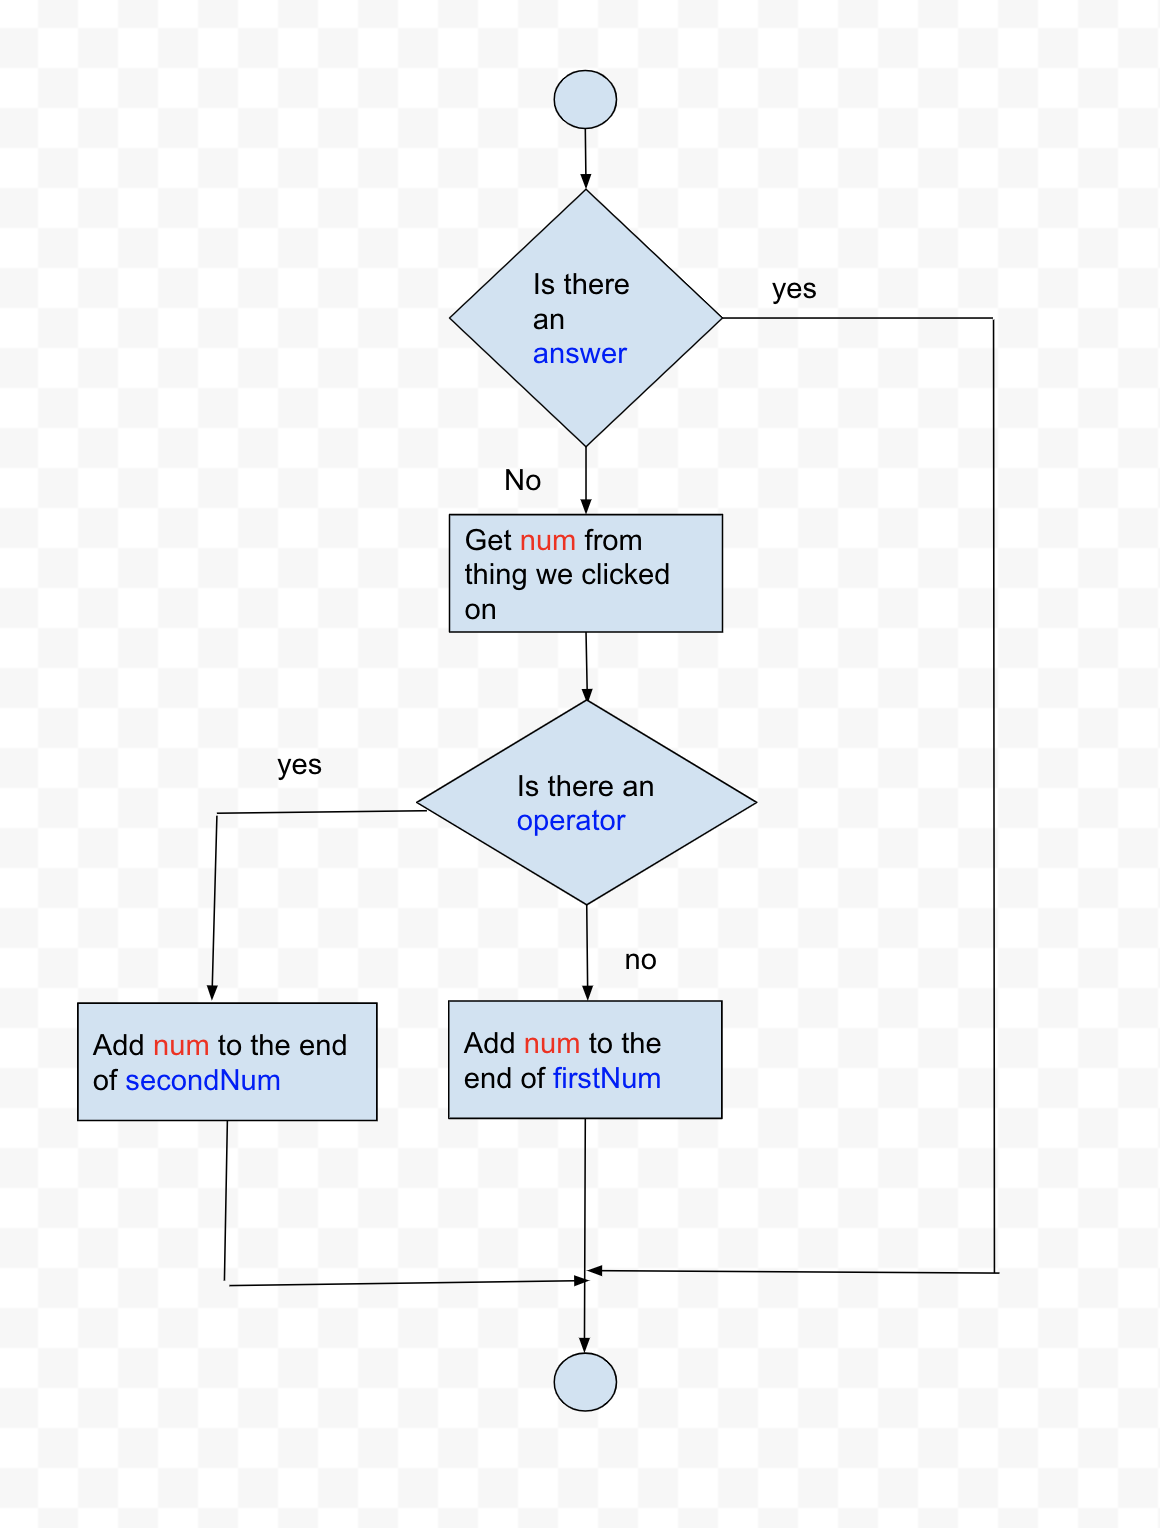 Is there
an
answer
yes
No
Get num from
thing we clicked
on
yes
Is there an
operator
no
Add num to the end
of secondNum
Add num to the
end of firstNum